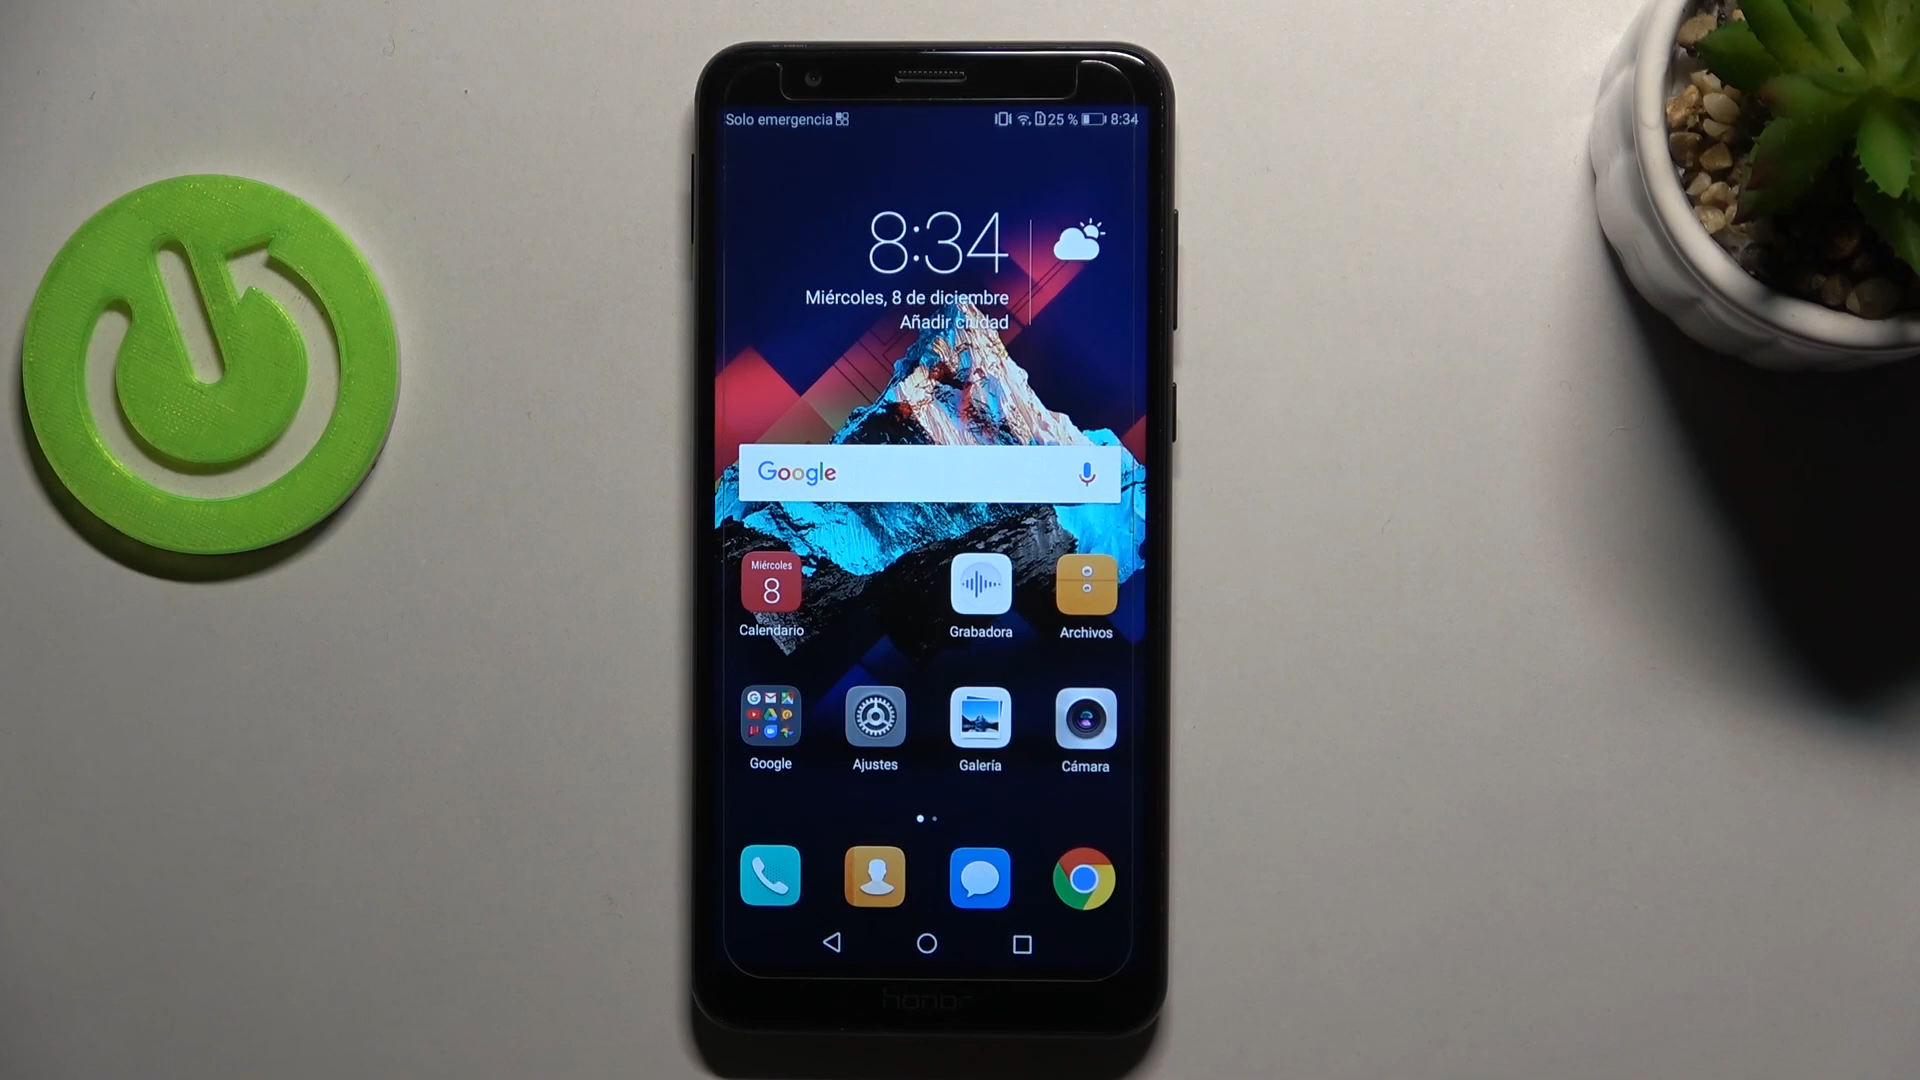 Solo emergencia 25 % 8:34
8:34
Miércoles, 8 de diciembre
Añadir ciudad
Google
Miércoles
8
Calendario Grabadora Archivos
Google Ajustes Galería Cámara
honor